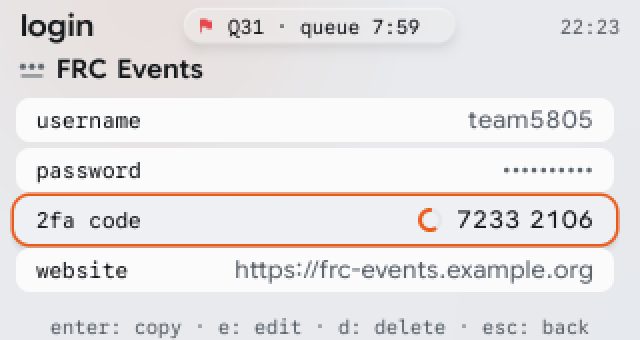 login
Q31 · queue 7:59
22:23
FRC Events
username team5805
password ••••••••••
2fa code 7233 2106
website https://frc-events.example.org
enter: copy · e: edit · d: delete · esc: back